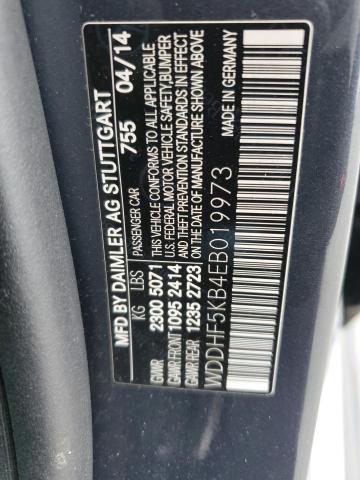 MFD BY DAIMLER AG STUTTGART
PASSENGER CAR 755 04/14
KG LBS
GVWR 2300 5071
GAWR FRONT 1095 2414
GAWR REAR 1235 2723
THIS VEHICLE CONFORMS TO ALL APPLICABLE
U.S. FEDERAL MOTOR VEHICLE SAFETY, BUMPER
AND THEFT PREVENTION STANDARDS IN EFFECT
ON THE DATE OF MANUFACTURE SHOWN ABOVE
WDDHF5KB4EB019973
MADE IN GERMANY